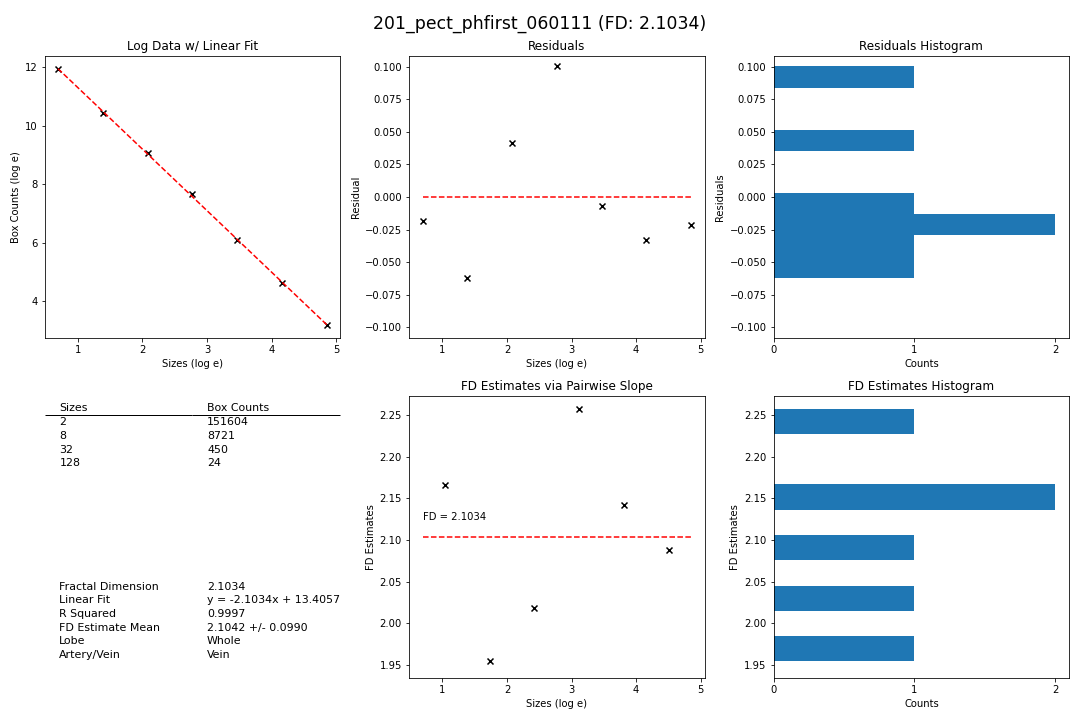 201_pect_phfirst_060111 (FD: 2.1034)
Log Data w/ Linear Fit
12
10
8
6
4
Box Counts (log e)
1 2 3 4 5
Sizes (log e)
Residuals
0.100
0.075
0.050
0.025
0.000
−0.025
−0.050
−0.075
−0.100
Residual
1 2 3 4 5
Sizes (log e)
Residuals Histogram
0.100
0.075
0.050
0.025
0.000
−0.025
−0.050
−0.075
−0.100
Residuals
0 1 2
Counts
Sizes Box Counts
2 151604
8 8721
32 450
128 24
Fractal Dimension 2.1034
Linear Fit y = -2.1034x + 13.4057
R Squared 0.9997
FD Estimate Mean 2.1042 +/- 0.0990
Lobe Whole
Artery/Vein Vein
FD Estimates via Pairwise Slope
2.25
2.20
2.15
2.10
2.05
2.00
1.95
FD Estimates
FD = 2.1034
1 2 3 4 5
Sizes (log e)
FD Estimates Histogram
2.25
2.20
2.15
2.10
2.05
2.00
1.95
FD Estimates
0 1 2
Counts